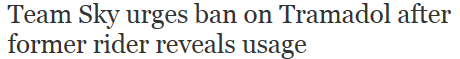 Team Sky urges ban on Tramadol after
former rider reveals usage